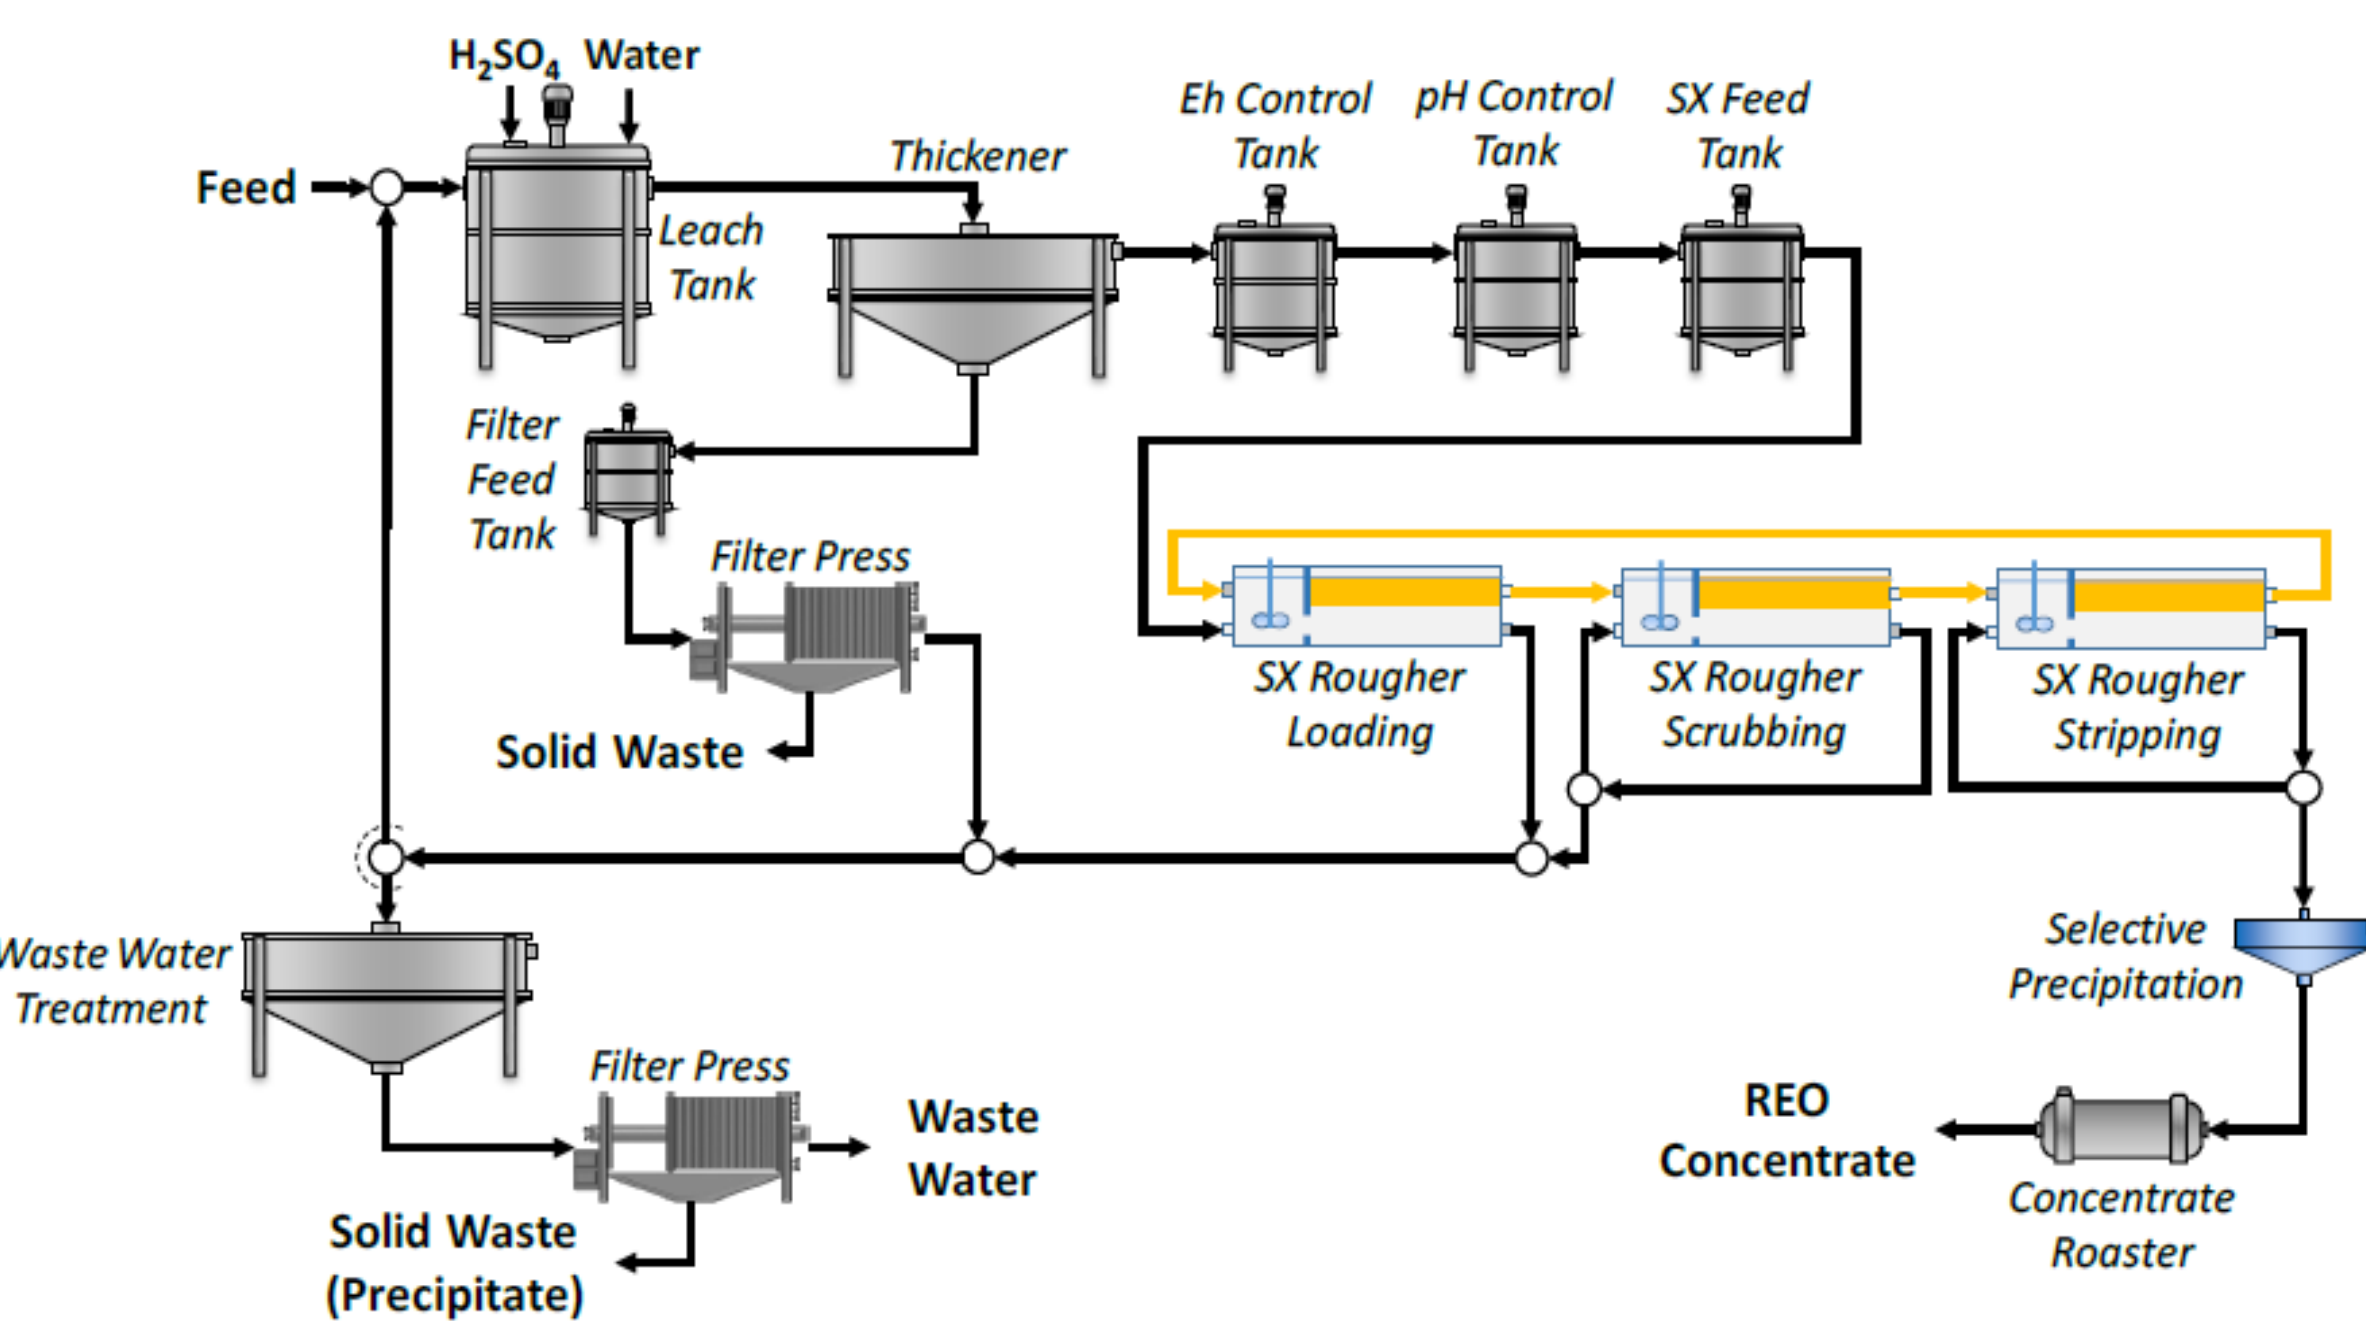 H₂SO₄ Water
Feed
Leach
Tank
Thickener
Eh Control
Tank
pH Control
Tank
SX Feed
Tank
Filter
Feed
Tank
Filter Press
Solid Waste
SX Rougher
Loading
SX Rougher
Scrubbing
SX Rougher
Stripping
Waste Water
Treatment
Filter Press
Waste
Water
Solid Waste
(Precipitate)
Selective
Precipitation
REO
Concentrate
Concentrate
Roaster